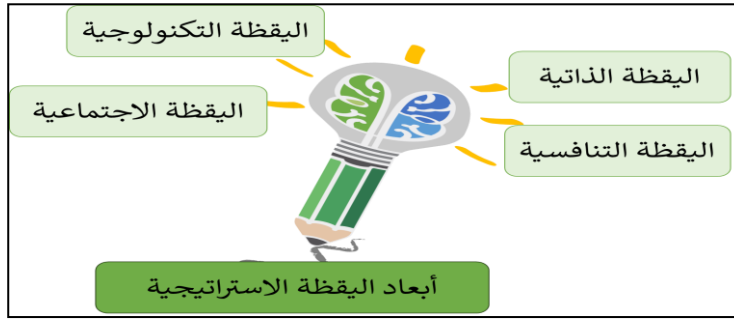 اليقظة التكنولوجية
اليقظة الذاتية
اليقظة الاجتماعية
اليقظة التنافسية
أبعاد اليقظة الاستراتيجية